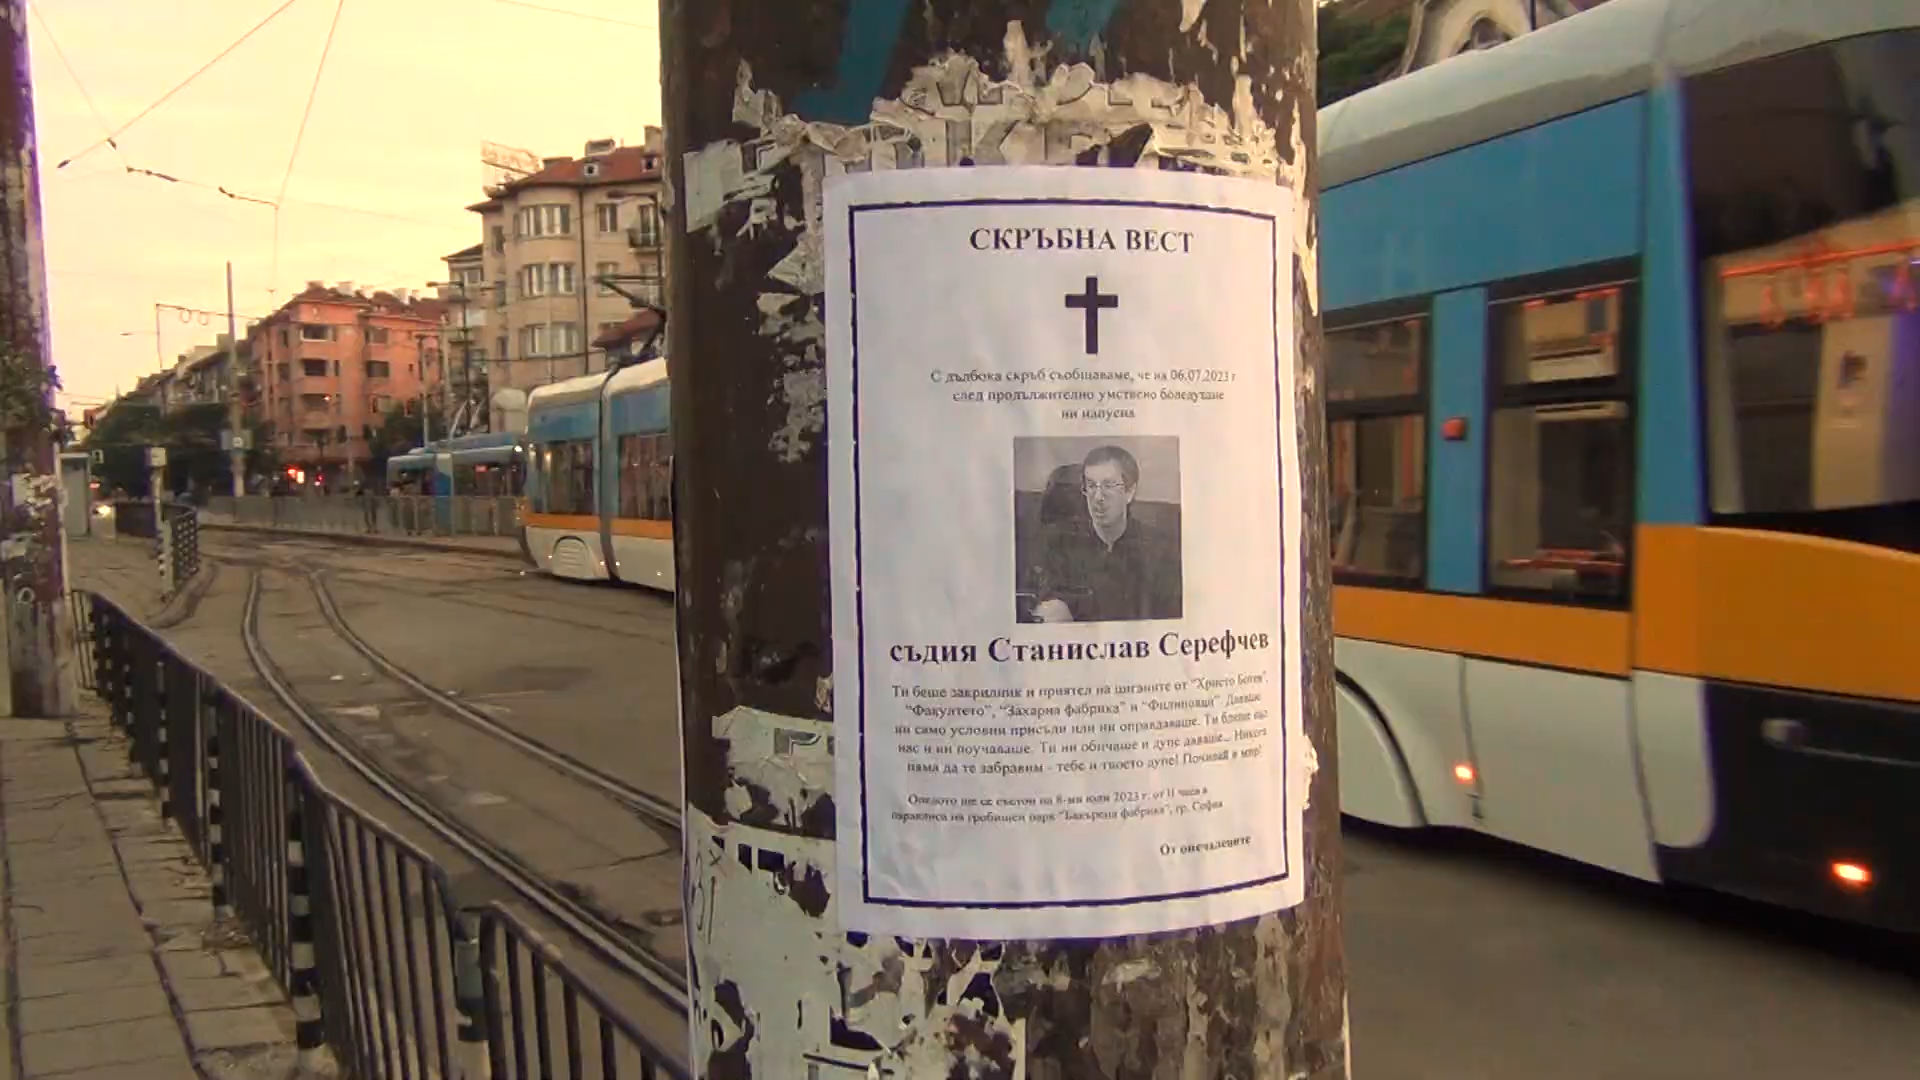 СКРЪБНА ВЕСТ
С дълбока скръб съобщаваме, че на 06.07.2023 г
след продължително умствено боледуване
ни напусна
съдия Станислав Серефчев
Ти беше закрилник и приятел на циганите от "Христо Ботев",
"Факултето", "Захарна фабрика" и "Филиповци". Даваше
ни само условни присъди или ни оправдаваше. Ти бдеше над
нас и ни поучаваше. Ти ни обичаше и дупе даваше... Никога
няма да те забравим - тебе и твоето дупе! Почивай в мир!
Опелото ще се състои на 8-ми юли 2023 г. от 11 часа в
параклиса на гробищен парк "Бакърена фабрика", гр. София
От опечалените